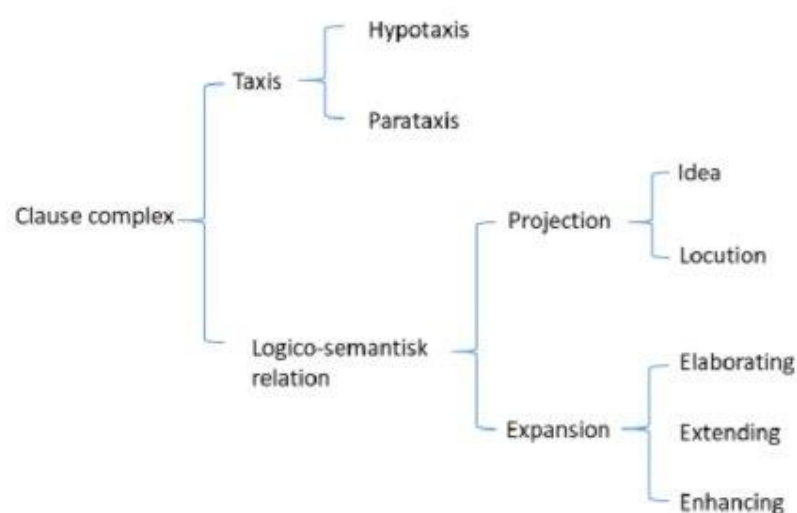 Hypotaxis
Taxis
Parataxis
Idea
Projection
Clause complex
Locution
Logico-semantisk
relation
Elaborating
Expansion
Extending
Enhancing